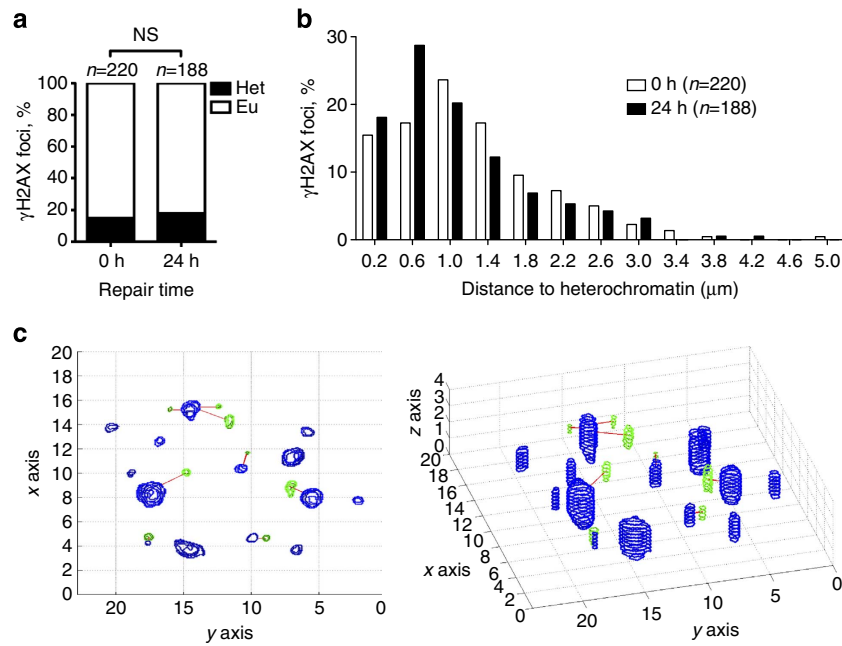 a
NS
n=220 n=188
100
80
60
40
20
0
γH2AX foci, %
Het
Eu
0 h 24 h
Repair time
b
30
20
10
0
γH2AX foci, %
0 h (n=220)
24 h (n=188)
0.2 0.6 1.0 1.4 1.8 2.2 2.6 3.0 3.4 3.8 4.2 4.6 5.0
Distance to heterochromatin (μm)
c
20
18
16
14
12
10
8
6
4
2
0
x axis
20 15 10 5 0
y axis
4
3
2
1
0
z axis
20
18
16
14
12
10
8
6
4
2
0
x axis
20 15 10 5 0
y axis